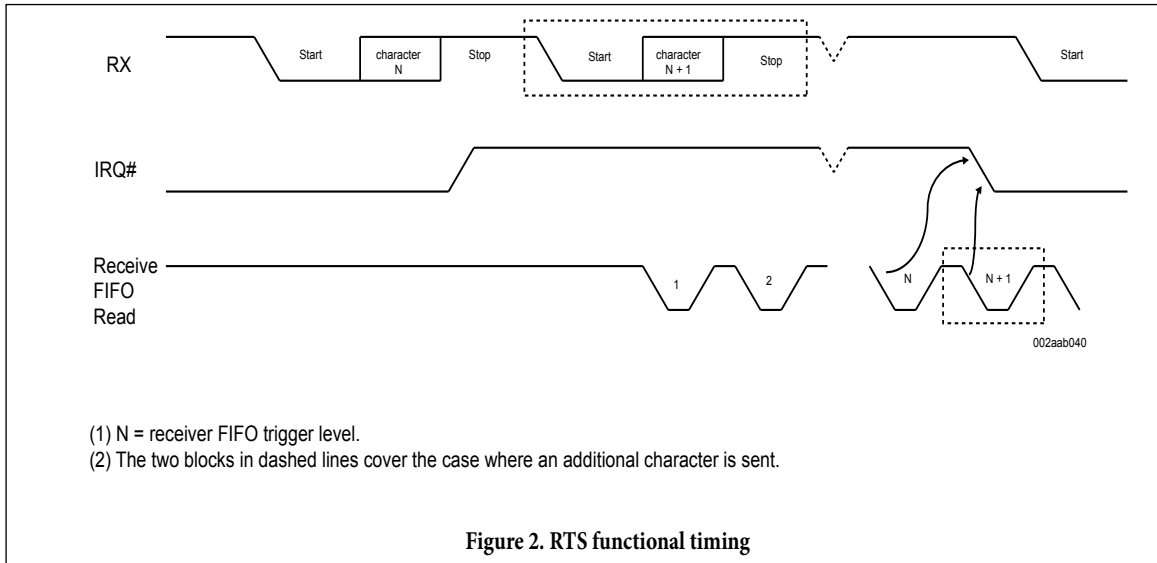 RX
Start
character
N
Stop
Start
character
N + 1
Stop
Start
IRQ#
Receive
FIFO
Read
1
2
N
N + 1
002aab040
(1) N = receiver FIFO trigger level.
(2) The two blocks in dashed lines cover the case where an additional character is sent.
Figure 2. RTS functional timing